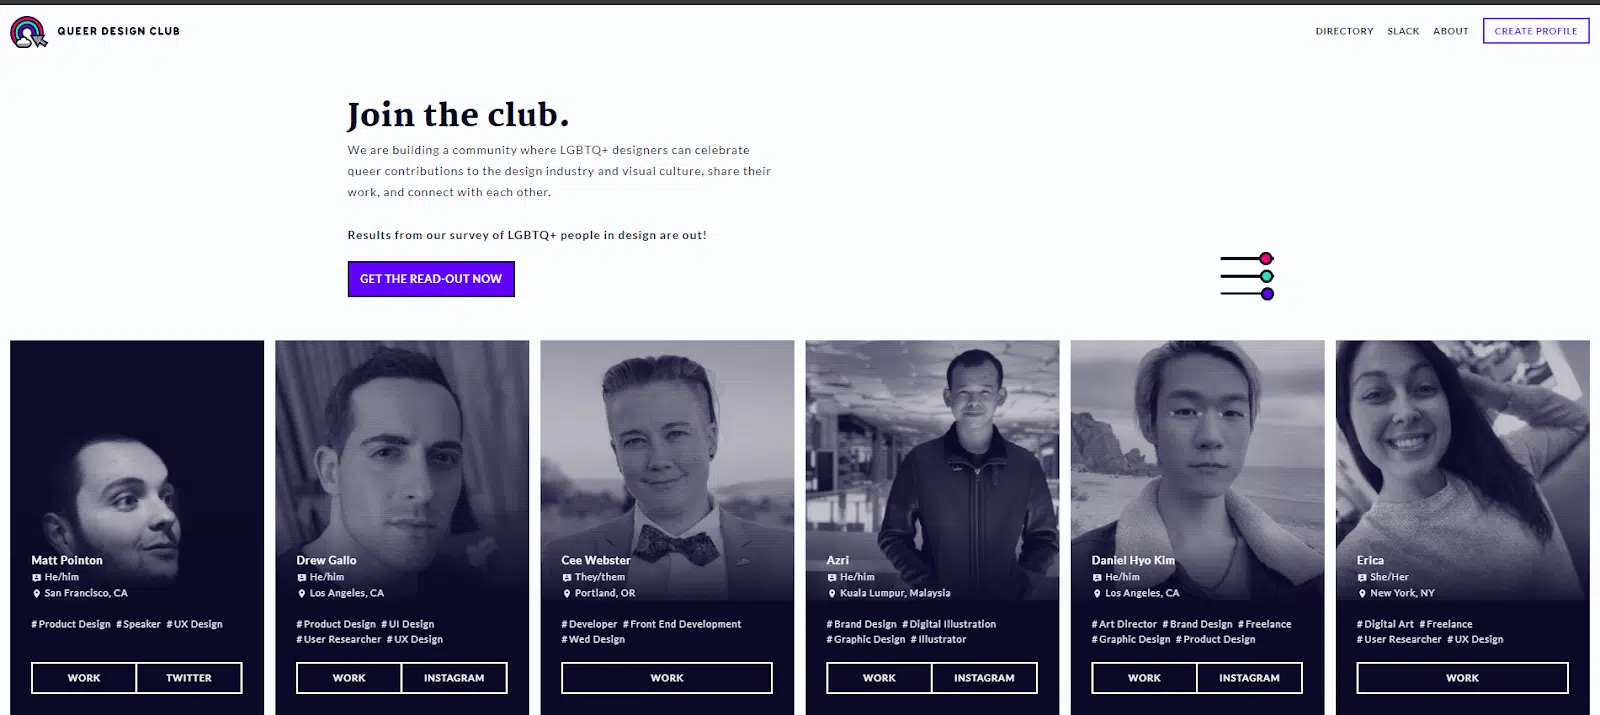 QUEER DESIGN CLUB
DIRECTORY SLACK ABOUT CREATE PROFILE
Join the club.
We are building a community where LGBTQ+ designers can celebrate
queer contributions to the design industry and visual culture, share their
work, and connect with each other.
Results from our survey of LGBTQ+ people in design are out!
GET THE READ-OUT NOW
Matt Pointon
He/him
San Francisco, CA
#Product Design #Speaker #UX Design
WORK TWITTER
Drew Gallo
He/him
Los Angeles, CA
#Product Design #UI Design
#User Researcher #UX Design
WORK INSTAGRAM
Cee Webster
They/them
Portland, OR
#Developer #Front End Development
#Wed Design
WORK
Azri
He/him
Kuala Lumpur, Malaysia
#Brand Design #Digital Illustration
#Graphic Design #Illustrator
WORK INSTAGRAM
Daniel Hyo Kim
He/him
Los Angeles, CA
#Art Director #Brand Design #Freelance
#Graphic Design #Product Design
WORK INSTAGRAM
Erica
She/Her
New York, NY
#Digital Art #Freelance
#User Researcher #UX Design
WORK